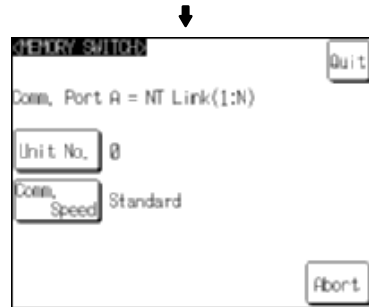 <MEMORY SWITCH>
Quit
Comm. Port A = NT Link(1:N)
Unit No. 0
Comm. Speed Standard
Abort